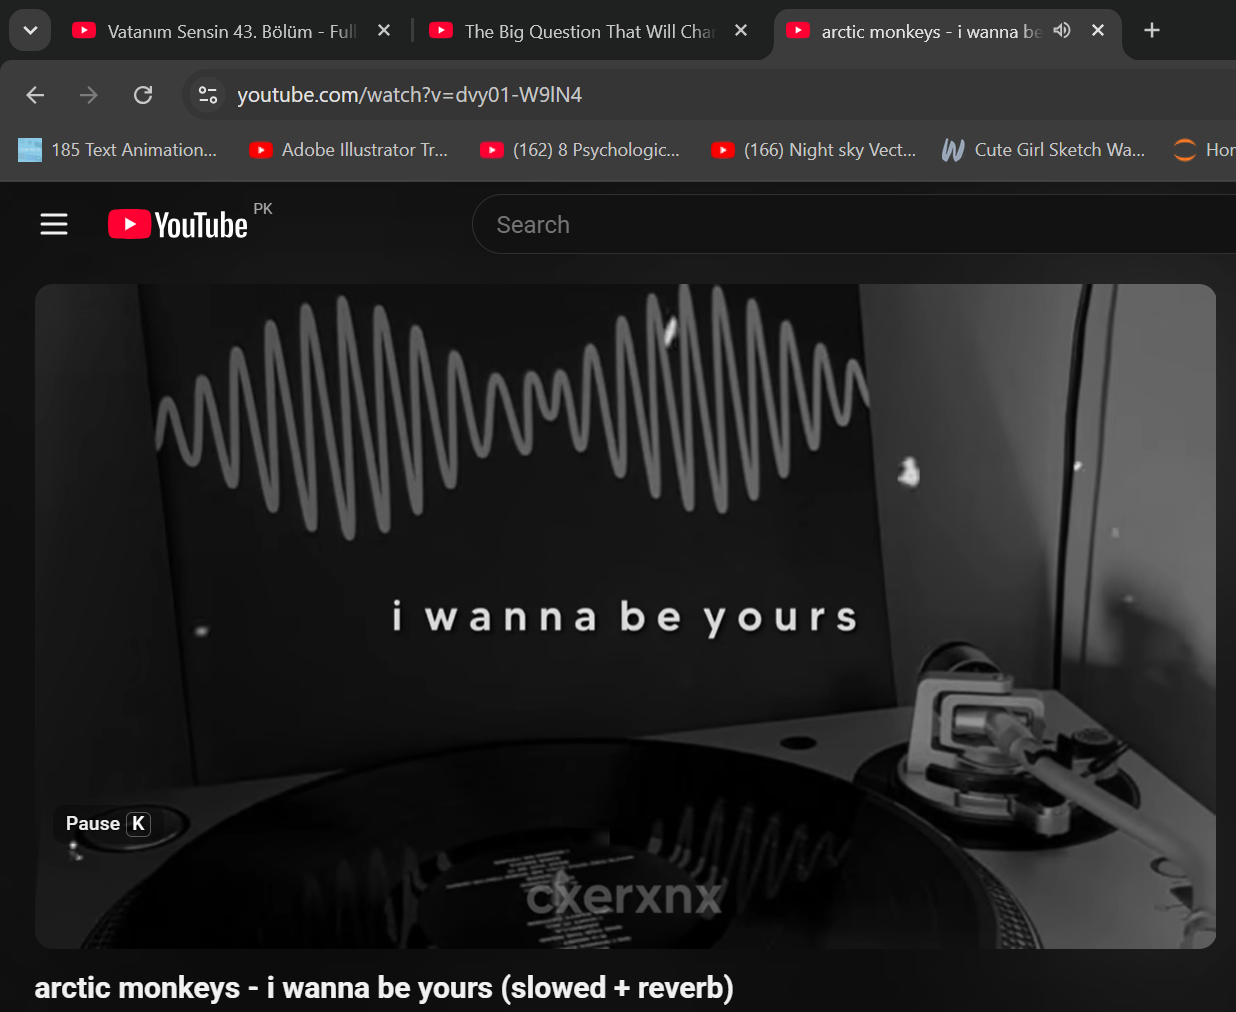 Vatanım Sensin 43. Bölüm - Full
The Big Question That Will Char
arctic monkeys - i wanna be
youtube.com/watch?v=dvy01-W9lN4
185 Text Animation...
Adobe Illustrator Tr...
(162) 8 Psychologic...
(166) Night sky Vect...
Cute Girl Sketch Wa...
Hor
YouTube PK
Search
i wanna be yours
Pause K
cxerxnx
arctic monkeys - i wanna be yours (slowed + reverb)